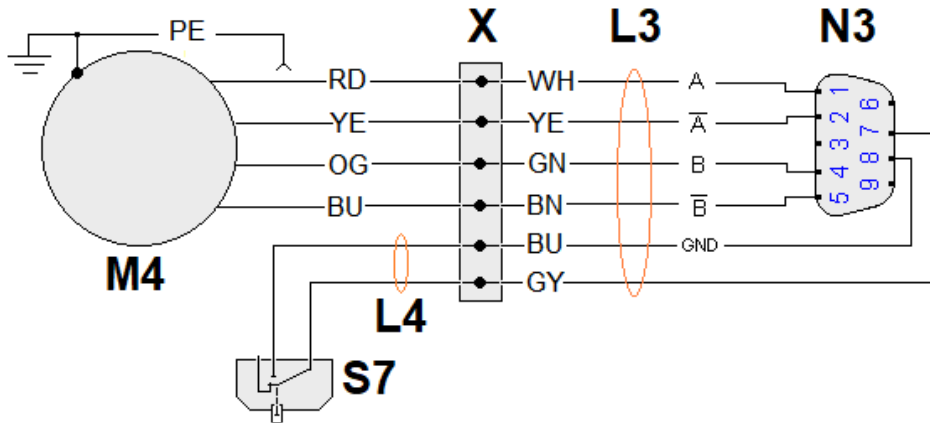 PE X L3 N3
RD WH A
YE YE A̅
OG GN B
BU BN B̅
M4 BU GND
L4 GY
S7
1
2
3
4
5
6
7
8
9